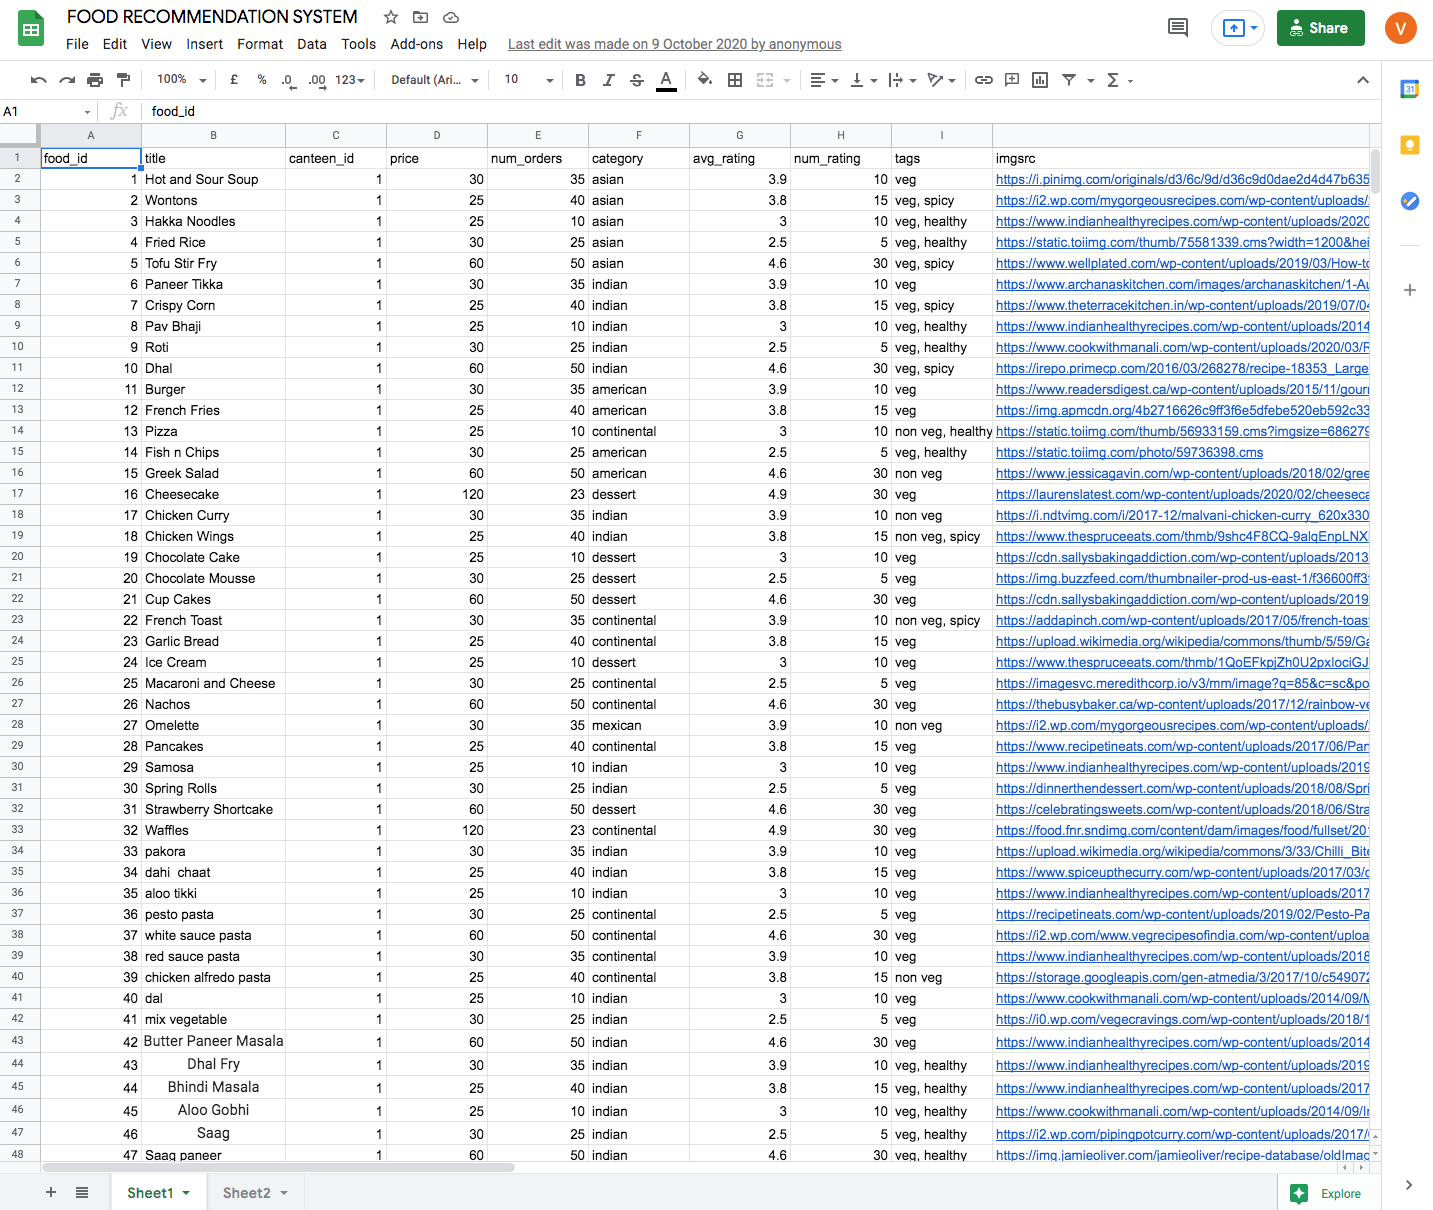 FOOD RECOMMENDATION SYSTEM
File Edit View Insert Format Data Tools Add-ons Help Last edit was made on 9 October 2020 by anonymous
Share
V
100% £ % .0 .00 123 Default (Ari... 10 B I S A
31
A1 fx food_id
A B C D E F G H I
1 food_id title canteen_id price num_orders category avg_rating num_rating tags imgsrc
2 1 Hot and Sour Soup 1 30 35 asian 3.9 10 veg https://i.pinimg.com/originals/d3/6c/9d/d36c9d0dae2d4d47b635
3 2 Wontons 1 25 40 asian 3.8 15 veg, spicy https://i2.wp.com/mygorgeousrecipes.com/wp-content/uploads/
4 3 Hakka Noodles 1 25 10 asian 3 10 veg, healthy https://www.indianhealthyrecipes.com/wp-content/uploads/2020
5 4 Fried Rice 1 30 25 asian 2.5 5 veg, healthy https://static.toiimg.com/thumb/75581339.cms?width=1200&hei
6 5 Tofu Stir Fry 1 60 50 asian 4.6 30 veg, spicy https://www.wellplated.com/wp-content/uploads/2019/03/How-to
7 6 Paneer Tikka 1 30 35 indian 3.9 10 veg https://www.archanaskitchen.com/images/archanaskitchen/1-Au
8 7 Crispy Corn 1 25 40 indian 3.8 15 veg, spicy https://www.theterracekitchen.in/wp-content/uploads/2019/07/04
9 8 Pav Bhaji 1 25 10 indian 3 10 veg, healthy https://www.indianhealthyrecipes.com/wp-content/uploads/2014
10 9 Roti 1 30 25 indian 2.5 5 veg, healthy https://www.cookwithmanali.com/wp-content/uploads/2020/03/R
11 10 Dhal 1 60 50 indian 4.6 30 veg, spicy https://irepo.primecp.com/2016/03/268278/recipe-18353_Large
12 11 Burger 1 30 35 american 3.9 10 veg https://www.readersdigest.ca/wp-content/uploads/2015/11/gour
13 12 French Fries 1 25 40 american 3.8 15 veg https://img.apmcdn.org/4b2716626c9ff3f6e5dfebe520eb592c33
14 13 Pizza 1 25 10 continental 3 10 non veg, healthy https://static.toiimg.com/thumb/56933159.cms?imgsize=686279
15 14 Fish n Chips 1 30 25 american 2.5 5 veg, healthy https://static.toiimg.com/photo/59736398.cms
16 15 Greek Salad 1 60 50 american 4.6 30 non veg https://www.jessicagavin.com/wp-content/uploads/2018/02/gree
17 16 Cheesecake 1 120 23 dessert 4.9 30 veg https://laurenslatest.com/wp-content/uploads/2020/02/cheeseca
18 17 Chicken Curry 1 30 35 indian 3.9 10 non veg https://i.ndtvimg.com/i/2017-12/malvani-chicken-curry_620x330
19 18 Chicken Wings 1 25 40 indian 3.8 15 non veg, spicy https://www.thespruceeats.com/thmb/9shc4F8CQ-9alqEnpLNX
20 19 Chocolate Cake 1 25 10 dessert 3 10 veg https://cdn.sallysbakingaddiction.com/wp-content/uploads/2013
21 20 Chocolate Mousse 1 30 25 dessert 2.5 5 veg https://img.buzzfeed.com/thumbnailer-prod-us-east-1/f36600ff3
22 21 Cup Cakes 1 60 50 dessert 4.6 30 veg https://cdn.sallysbakingaddiction.com/wp-content/uploads/2019
23 22 French Toast 1 30 35 continental 3.9 10 non veg, spicy https://addapinch.com/wp-content/uploads/2017/05/french-toas
24 23 Garlic Bread 1 25 40 continental 3.8 15 veg https://upload.wikimedia.org/wikipedia/commons/thumb/5/59/Ga
25 24 Ice Cream 1 25 10 dessert 3 10 veg https://www.thespruceeats.com/thmb/1QoEFkpjZh0U2pxlociGJ
26 25 Macaroni and Cheese 1 30 25 continental 2.5 5 veg https://imagesvc.meredithcorp.io/v3/mm/image?q=85&c=sc&po
27 26 Nachos 1 60 50 continental 4.6 30 veg https://thebusybaker.ca/wp-content/uploads/2017/12/rainbow-ve
28 27 Omelette 1 30 35 mexican 3.9 10 non veg https://i2.wp.com/mygorgeousrecipes.com/wp-content/uploads/
29 28 Pancakes 1 25 40 continental 3.8 15 veg https://www.recipetineats.com/wp-content/uploads/2017/06/Pan
30 29 Samosa 1 25 10 indian 3 10 veg https://www.indianhealthyrecipes.com/wp-content/uploads/2019
31 30 Spring Rolls 1 30 25 indian 2.5 5 veg https://dinnerthendessert.com/wp-content/uploads/2018/08/Spri
32 31 Strawberry Shortcake 1 60 50 dessert 4.6 30 veg https://celebratingsweets.com/wp-content/uploads/2018/06/Stra
33 32 Waffles 1 120 23 continental 4.9 30 veg https://food.fnr.sndimg.com/content/dam/images/food/fullset/20
34 33 pakora 1 30 35 indian 3.9 10 veg https://upload.wikimedia.org/wikipedia/commons/3/33/Chilli_Bite
35 34 dahi chaat 1 25 40 indian 3.8 15 veg https://www.spiceupthecurry.com/wp-content/uploads/2017/03/c
36 35 aloo tikki 1 25 10 indian 3 10 veg https://www.indianhealthyrecipes.com/wp-content/uploads/2017
37 36 pesto pasta 1 30 25 continental 2.5 5 veg https://recipetineats.com/wp-content/uploads/2019/02/Pesto-Pa
38 37 white sauce pasta 1 60 50 continental 4.6 30 veg https://i2.wp.com/www.vegrecipesofindia.com/wp-content/uploa
39 38 red sauce pasta 1 30 35 continental 3.9 10 veg https://www.indianhealthyrecipes.com/wp-content/uploads/2018
40 39 chicken alfredo pasta 1 25 40 continental 3.8 15 non veg https://storage.googleapis.com/gen-atmedia/3/2017/10/c549072
41 40 dal 1 25 10 indian 3 10 veg https://www.cookwithmanali.com/wp-content/uploads/2014/09/M
42 41 mix vegetable 1 30 25 indian 2.5 5 veg https://i0.wp.com/vegecravings.com/wp-content/uploads/2018/1
43 42 Butter Paneer Masala 1 60 50 indian 4.6 30 veg https://www.indianhealthyrecipes.com/wp-content/uploads/2014
44 43 Dhal Fry 1 30 35 indian 3.9 10 veg, healthy https://www.indianhealthyrecipes.com/wp-content/uploads/2019
45 44 Bhindi Masala 1 25 40 indian 3.8 15 veg, healthy https://www.indianhealthyrecipes.com/wp-content/uploads/2017
46 45 Aloo Gobhi 1 25 10 indian 3 10 veg, healthy https://www.cookwithmanali.com/wp-content/uploads/2014/09/Ir
47 46 Saag 1 30 25 indian 2.5 5 veg, healthy https://i2.wp.com/pipingpotcurry.com/wp-content/uploads/2017/
48 47 Saag paneer 1 60 50 indian 4.6 30 veg, healthy https://img.jamieoliver.com/jamieoliver/recipe-database/oldImac
Sheet1 Sheet2 Explore